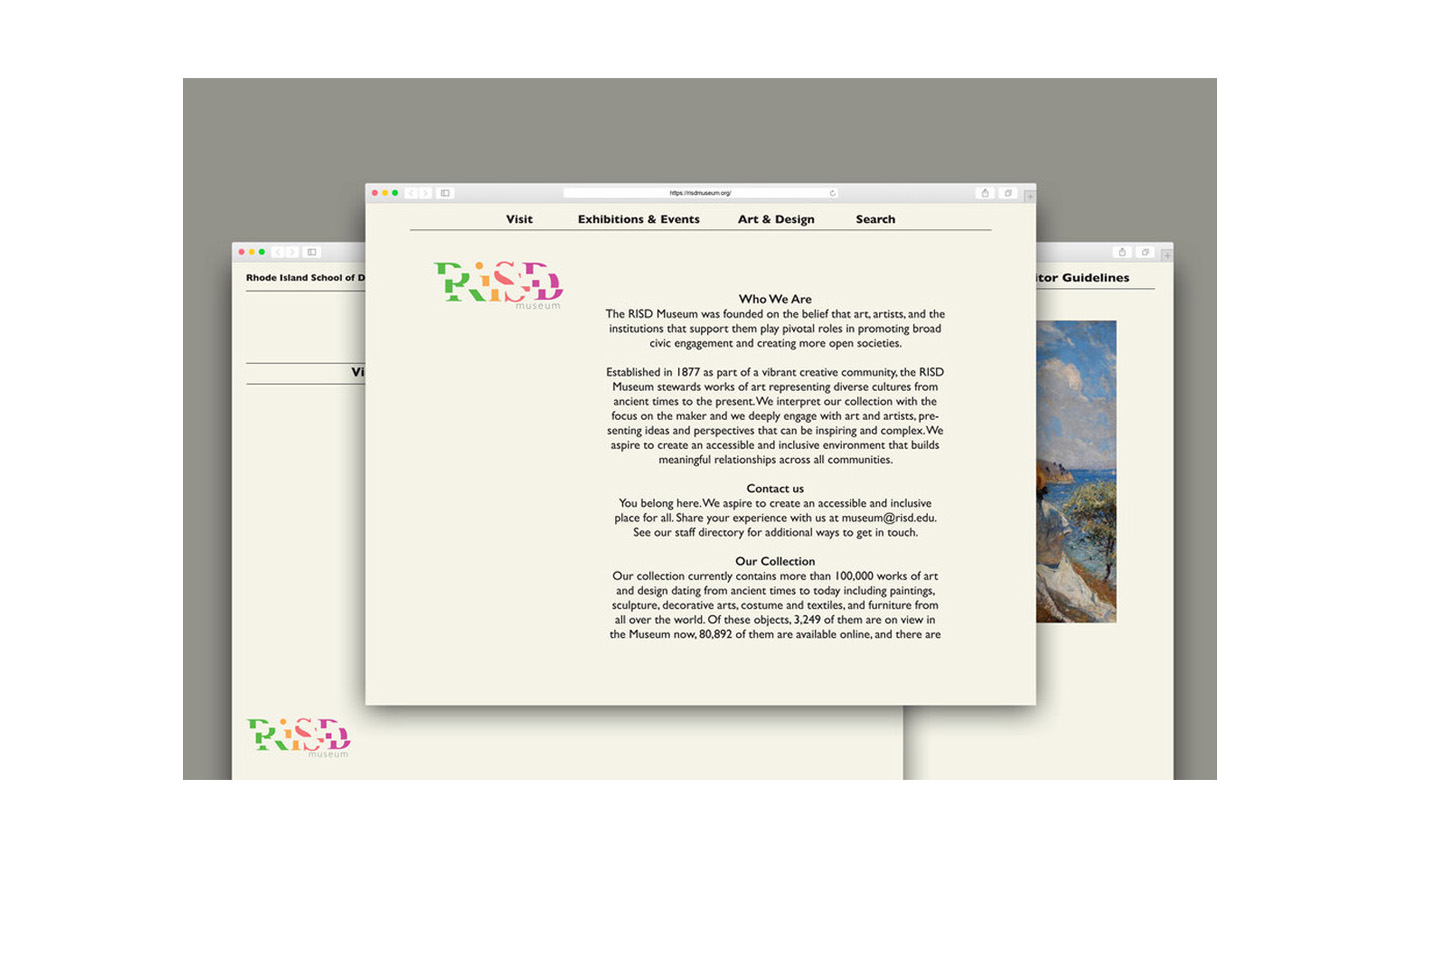 https://risdmuseum.org/
Visit Exhibitions & Events Art & Design Search
RiSD
museum
Who We Are
The RISD Museum was founded on the belief that art, artists, and the
institutions that support them play pivotal roles in promoting broad
civic engagement and creating more open societies.
Established in 1877 as part of a vibrant creative community, the RISD
Museum stewards works of art representing diverse cultures from
ancient times to the present. We interpret our collection with the
focus on the maker and we deeply engage with art and artists, pre-
senting ideas and perspectives that can be inspiring and complex. We
aspire to create an accessible and inclusive environment that builds
meaningful relationships across all communities.
Contact us
You belong here. We aspire to create an accessible and inclusive
place for all. Share your experience with us at museum@risd.edu.
See our staff directory for additional ways to get in touch.
Our Collection
Our collection currently contains more than 100,000 works of art
and design dating from ancient times to today including paintings,
sculpture, decorative arts, costume and textiles, and furniture from
all over the world. Of these objects, 3,249 of them are on view in
the Museum now, 80,892 of them are available online, and there are
Rhode Island School of D
Vi
RiSD
museum
itor Guidelines